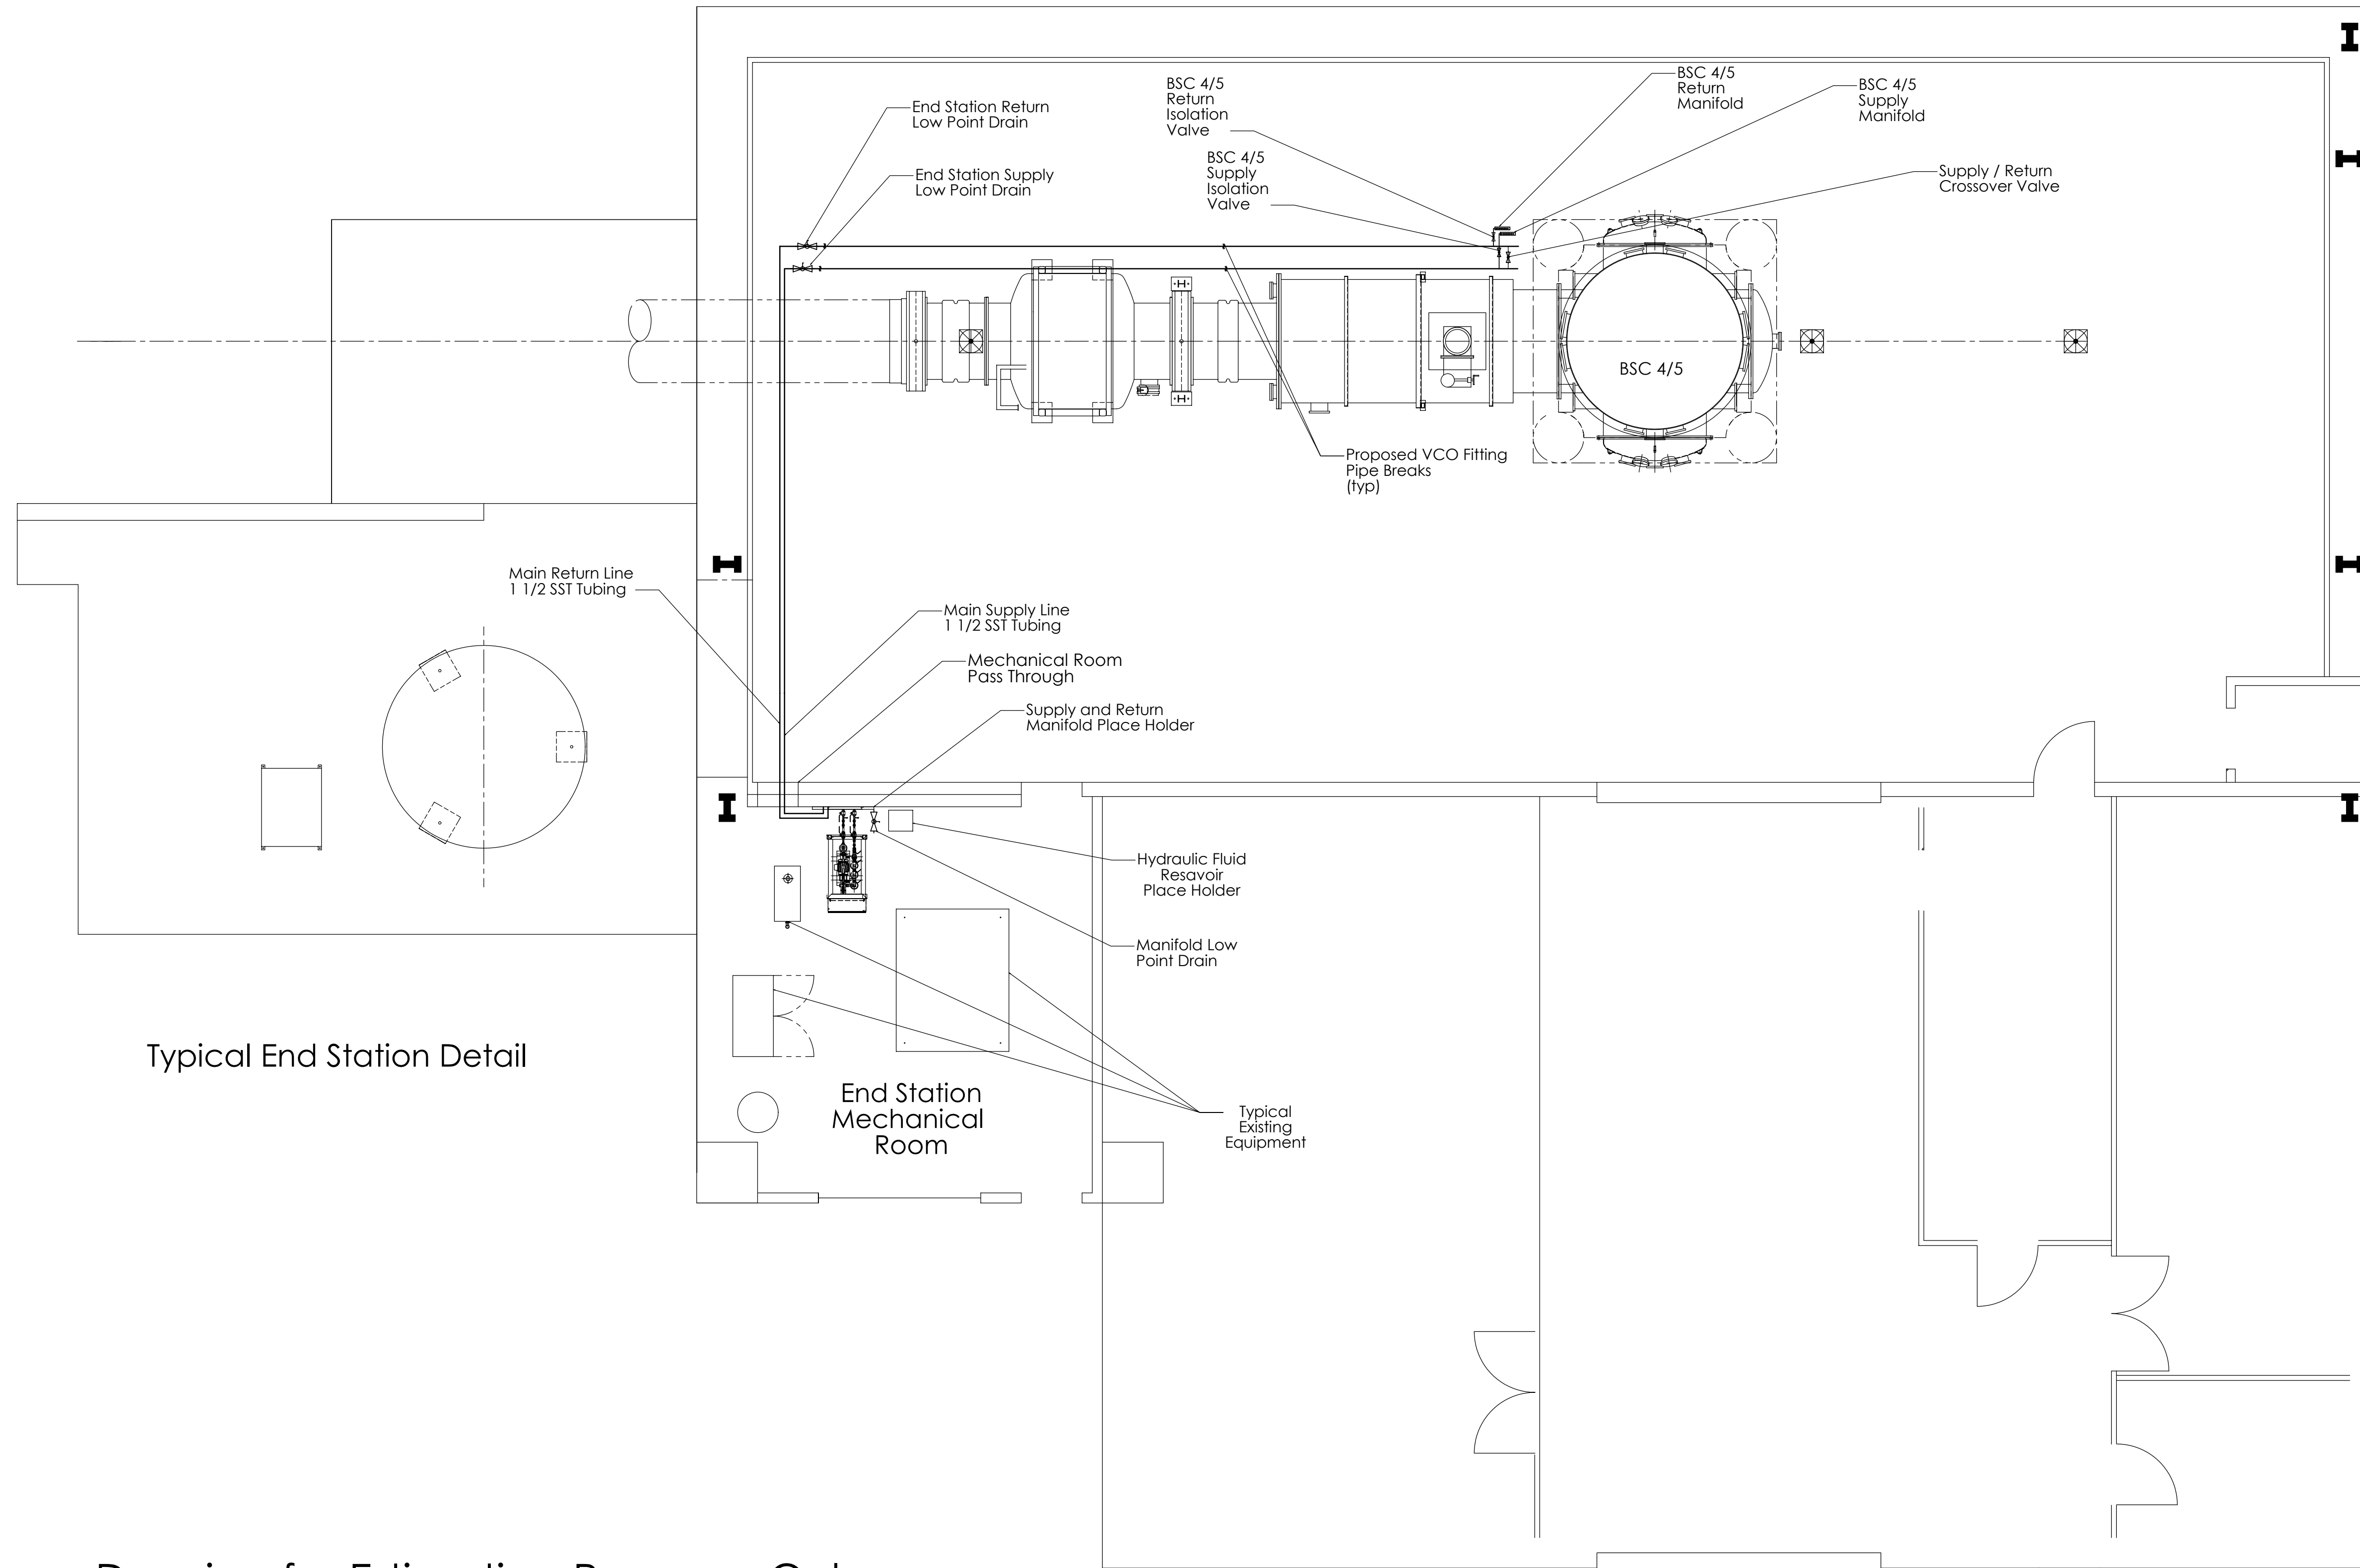 BSC 4/5
Return
Isolation
Valve
BSC 4/5
Return
Manifold
BSC 4/5
Supply
Manifold
End Station Return
Low Point Drain
BSC 4/5
Supply
Isolation
Valve
End Station Supply
Low Point Drain
Supply / Return
Crossover Valve
H
H
BSC 4/5
Proposed VCO Fitting
Pipe Breaks
(typ)
Main Return Line
1 1/2 SST Tubing
Main Supply Line
1 1/2 SST Tubing
Mechanical Room
Pass Through
Supply and Return
Manifold Place Holder
Hydraulic Fluid
Resavoir
Place Holder
Manifold Low
Point Drain
Typical End Station Detail
End Station
Mechanical
Room
Typical
Existing
Equipment